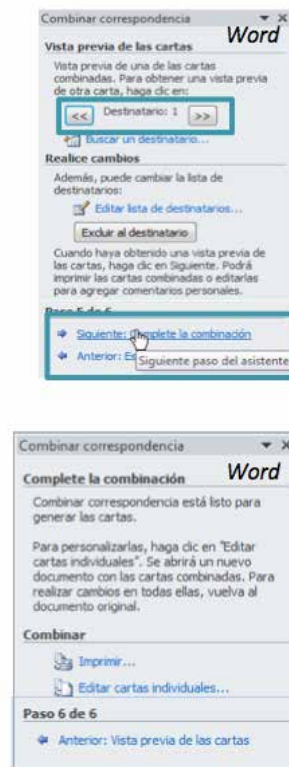 Combinar correspondencia
Word
Vista previa de las cartas
Vista previa de una de las cartas
combinadas. Para obtener una vista previa
de otra carta, haga clic en:
<< Destinatario: 1 >>
Buscar un destinatario...
Realice cambios
Además, puede cambiar la lista de
destinatarios:
Editar lista de destinatarios...
Excluir al destinatario
Cuando haya obtenido una vista previa de
las cartas, haga clic en Siguiente. Podrá
imprimir las cartas combinadas o editarlas
para agregar comentarios personales.
Paso 5 de 6
Siguiente: Complete la combinación
Anterior: Es
Siguiente paso del asistente
Combinar correspondencia
Word
Complete la combinación
Combinar correspondencia está listo para
generar las cartas.
Para personalizarlas, haga clic en "Editar
cartas individuales". Se abrirá un nuevo
documento con las cartas combinadas. Para
realizar cambios en todas ellas, vuelva al
documento original.
Combinar
Imprimir...
Editar cartas individuales...
Paso 6 de 6
Anterior: Vista previa de las cartas